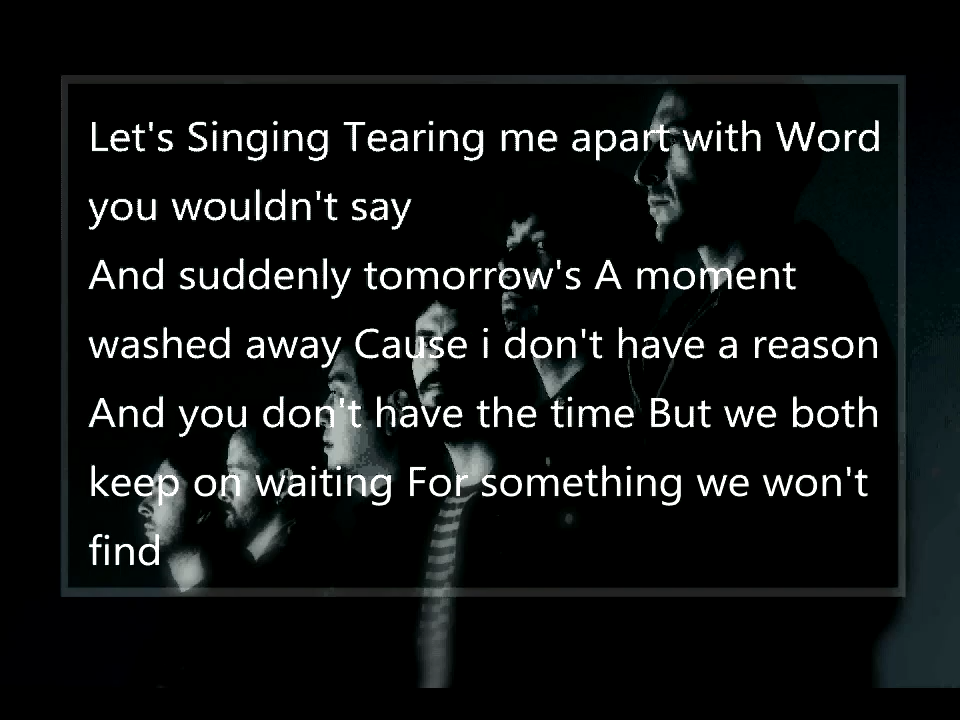 Let's Singing Tearing me apart with Word
you wouldn't say
And suddenly tomorrow's A moment
washed away Cause i don't have a reason
And you don't have the time But we both
keep on waiting For something we won't
find